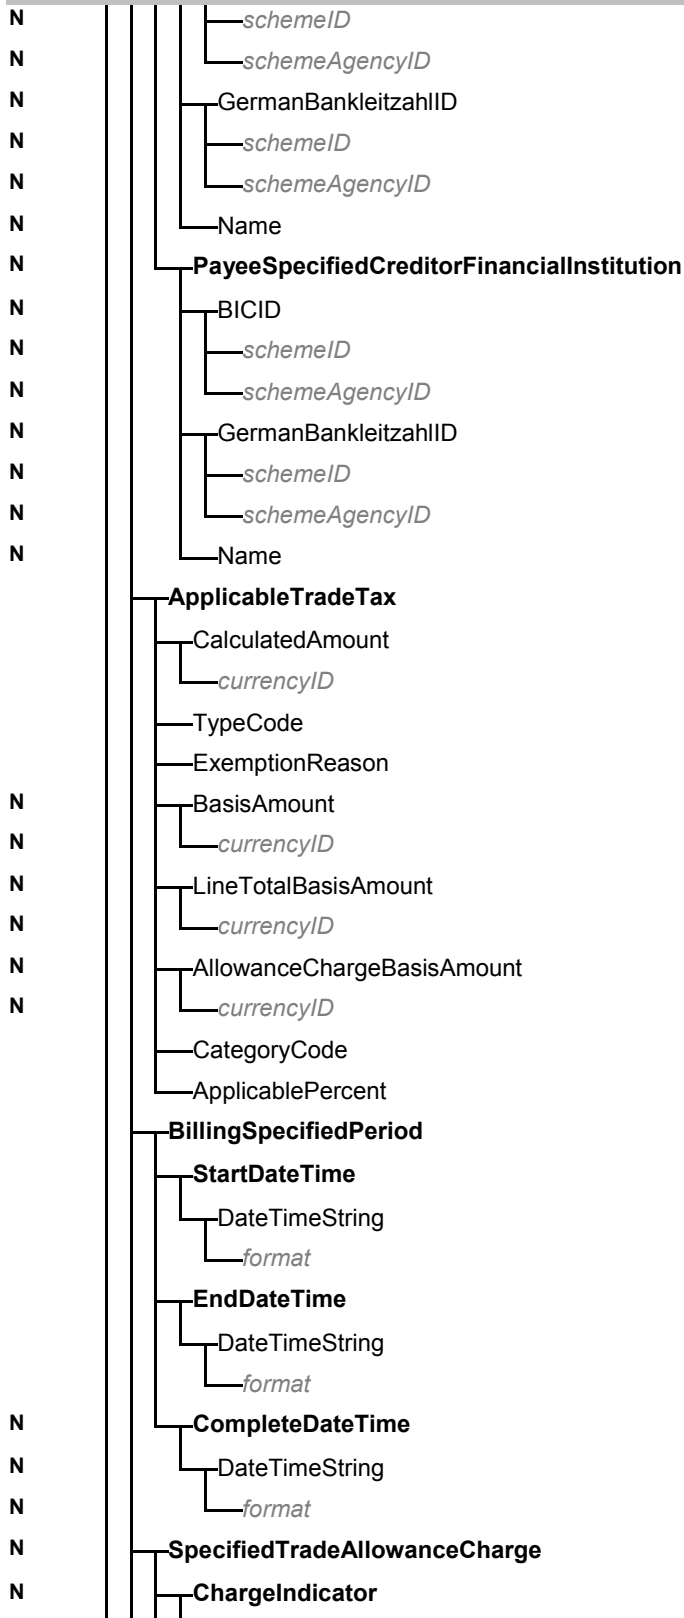 N schemeID
N schemeAgencyID
N GermanBankleitzahlID
N schemeID
N schemeAgencyID
N Name
N PayeeSpecifiedCreditorFinancialInstitution
N BICID
N schemeID
N schemeAgencyID
N GermanBankleitzahlID
N schemeID
N schemeAgencyID
N Name
ApplicableTradeTax
CalculatedAmount
currencyID
TypeCode
ExemptionReason
N BasisAmount
N currencyID
N LineTotalBasisAmount
N currencyID
N AllowanceChargeBasisAmount
N currencyID
CategoryCode
ApplicablePercent
BillingSpecifiedPeriod
StartDateTime
DateTimeString
format
EndDateTime
DateTimeString
format
N CompleteDateTime
N DateTimeString
N format
N SpecifiedTradeAllowanceCharge
N ChargeIndicator